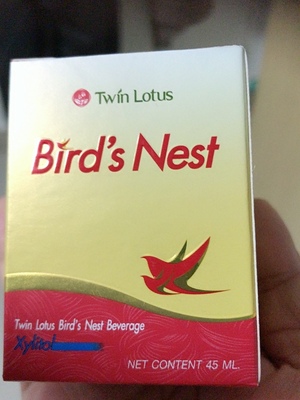 Twin Lotus
Bird's Nest
Twin Lotus Bird's Nest Beverage
Xylitol
NET CONTENT 45 ML.